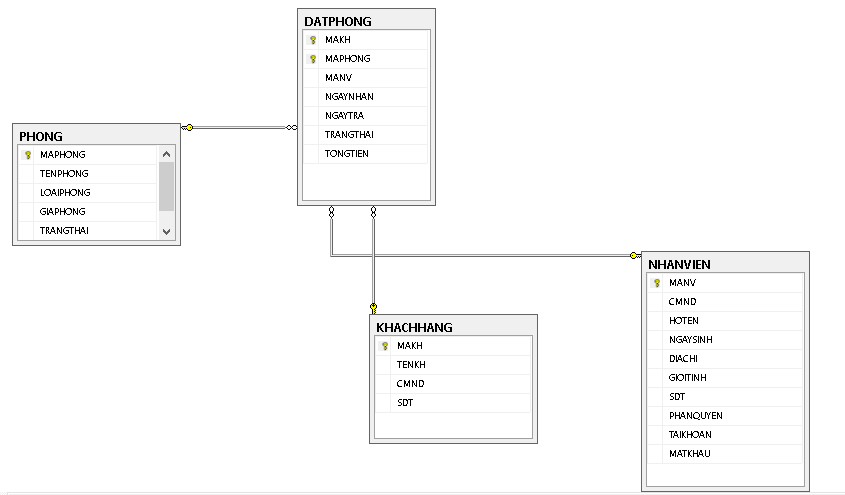 DATPHONG
MAKH
MAPHONG
MANV
NGAYNHAN
NGAYTRA
TRANGTHAI
TONGTIEN
PHONG
MAPHONG
TENPHONG
LOAIPHONG
GIAPHONG
TRANGTHAI
KHACHHANG
MAKH
TENKH
CMND
SDT
NHANVIEN
MANV
CMND
HOTEN
NGAYSINH
DIACHI
GIOITINH
SDT
PHANQUYEN
TAIKHOAN
MATKHAU